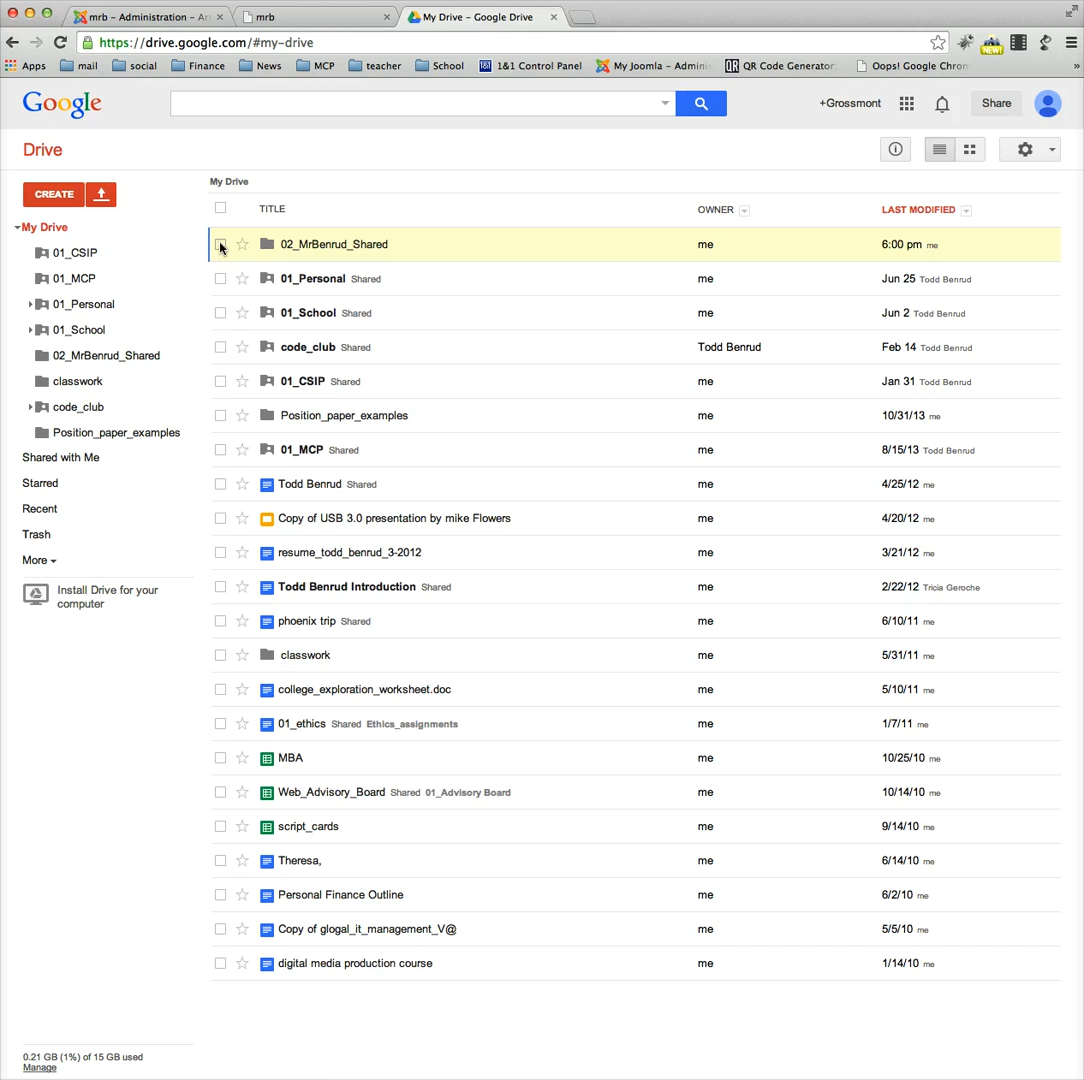 mrb – Administration – Ar
mrb
My Drive – Google Drive
https://drive.google.com/#my-drive
Apps mail social Finance News MCP teacher School 1&1 Control Panel My Joomla – Admini QR Code Generator Oops! Google Chrom »
NEW!
Google
+Grossmont
Share
Drive
CREATE
My Drive
01_CSIP
01_MCP
01_Personal
01_School
02_MrBenrud_Shared
classwork
code_club
Position_paper_examples
Shared with Me
Starred
Recent
Trash
More
Install Drive for your
computer
0.21 GB (1%) of 15 GB used
Manage
My Drive
TITLE OWNER LAST MODIFIED
02_MrBenrud_Shared me 6:00 pm me
01_Personal Shared me Jun 25 Todd Benrud
01_School Shared me Jun 2 Todd Benrud
code_club Shared Todd Benrud Feb 14 Todd Benrud
01_CSIP Shared me Jan 31 Todd Benrud
Position_paper_examples me 10/31/13 me
01_MCP Shared me 8/15/13 Todd Benrud
Todd Benrud Shared me 4/25/12 me
Copy of USB 3.0 presentation by mike Flowers me 4/20/12 me
resume_todd_benrud_3-2012 me 3/21/12 me
Todd Benrud Introduction Shared me 2/22/12 Tricia Geroche
phoenix trip Shared me 6/10/11 me
classwork me 5/31/11 me
college_exploration_worksheet.doc me 5/10/11 me
01_ethics Shared Ethics_assignments me 1/7/11 me
MBA me 10/25/10 me
Web_Advisory_Board Shared 01_Advisory Board me 10/14/10 me
script_cards me 9/14/10 me
Theresa, me 6/14/10 me
Personal Finance Outline me 6/2/10 me
Copy of glogal_it_management_V@ me 5/5/10 me
digital media production course me 1/14/10 me